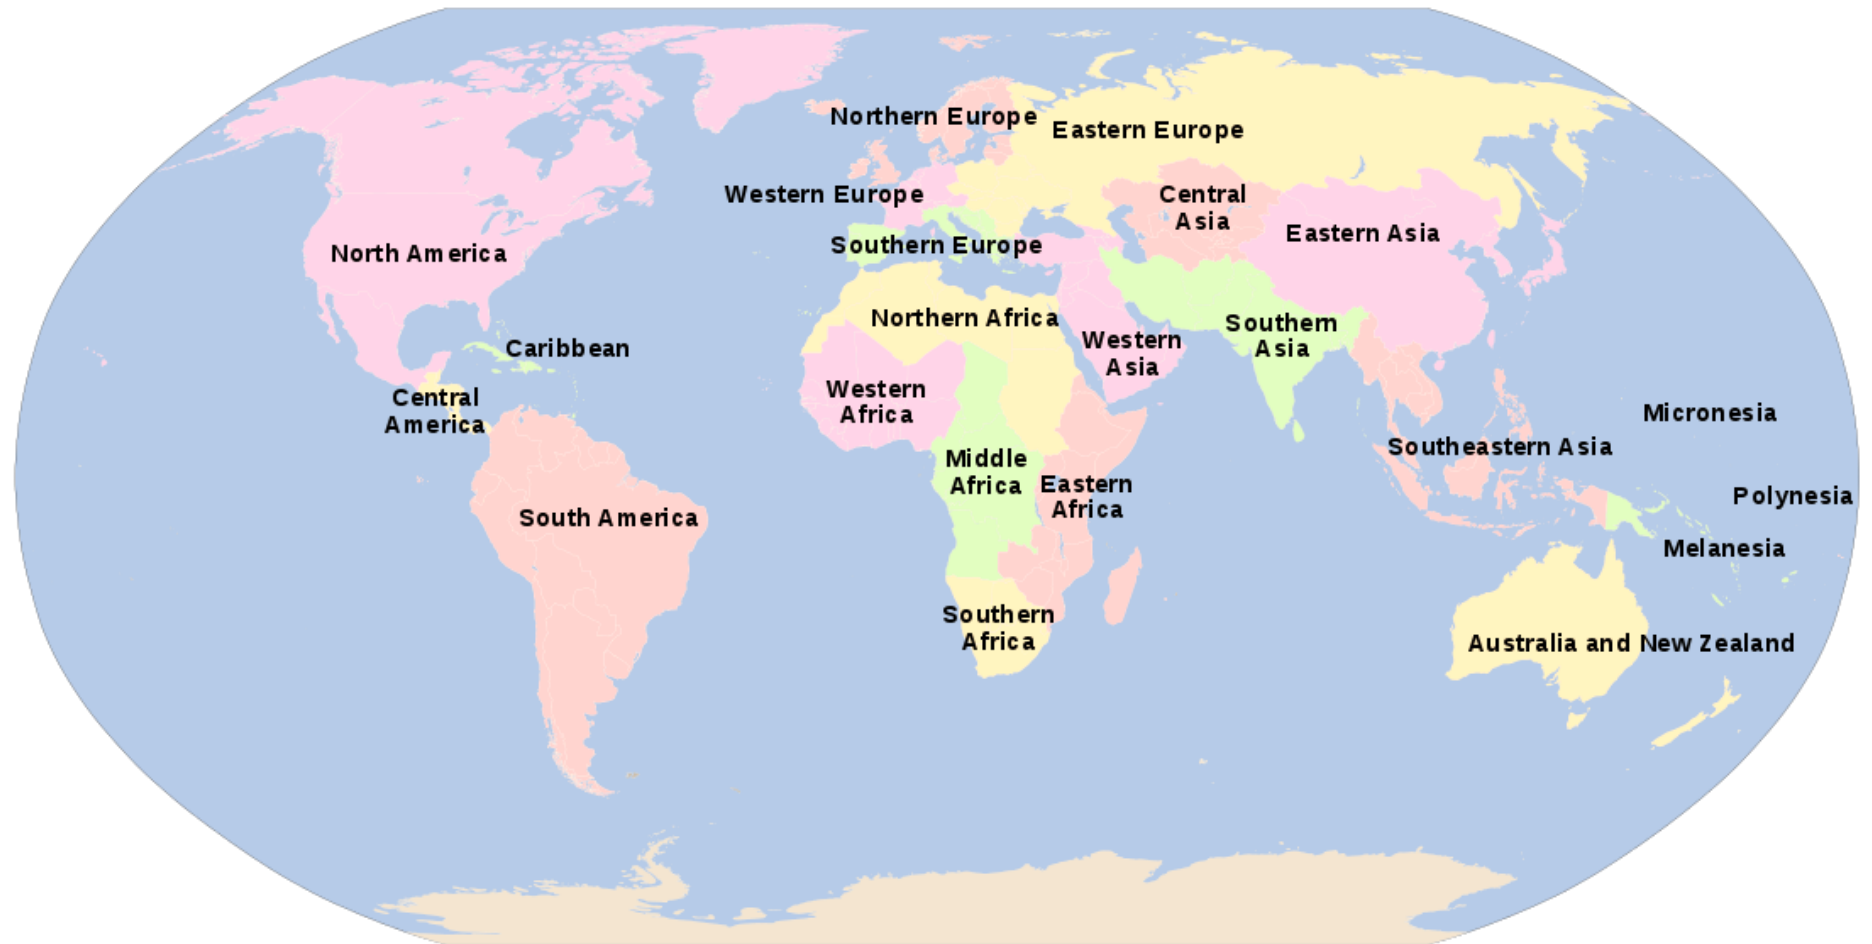 Northern Europe
Eastern Europe
Western Europe
Central
Asia
Eastern Asia
Southern Europe
North America
Northern Africa
Southern
Asia
Western
Asia
Caribbean
Western
Africa
Central
America
Micronesia
Southeastern Asia
Middle
Africa
Eastern
Africa
Polynesia
South America
Melanesia
Southern
Africa
Australia and New Zealand